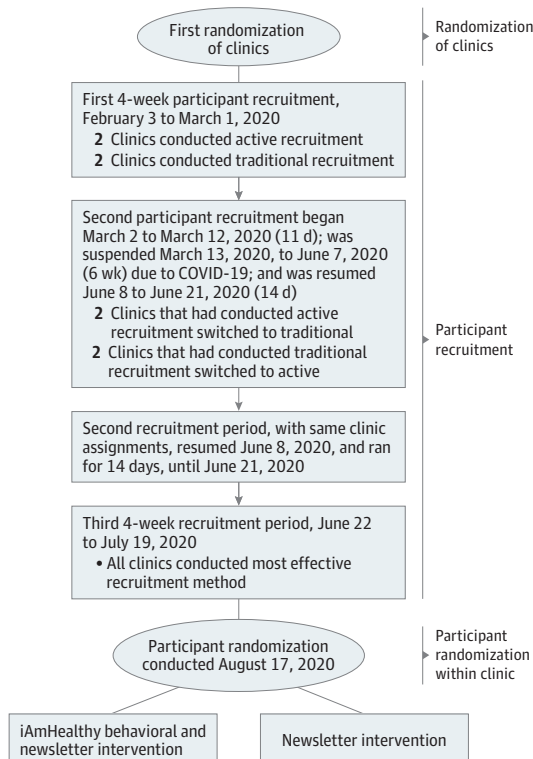 First randomization
of clinics
Randomization
of clinics
First 4-week participant recruitment,
February 3 to March 1, 2020
2 Clinics conducted active recruitment
2 Clinics conducted traditional recruitment
Second participant recruitment began
March 2 to March 12, 2020 (11 d); was
suspended March 13, 2020, to June 7, 2020
(6 wk) due to COVID-19; and was resumed
June 8 to June 21, 2020 (14 d)
2 Clinics that had conducted active
recruitment switched to traditional
2 Clinics that had conducted traditional
recruitment switched to active
Participant
recruitment
Second recruitment period, with same clinic
assignments, resumed June 8, 2020, and ran
for 14 days, until June 21, 2020
Third 4-week recruitment period, June 22
to July 19, 2020
• All clinics conducted most effective
recruitment method
Participant randomization
conducted August 17, 2020
Participant
randomization
within clinic
iAmHealthy behavioral and
newsletter intervention
Newsletter intervention